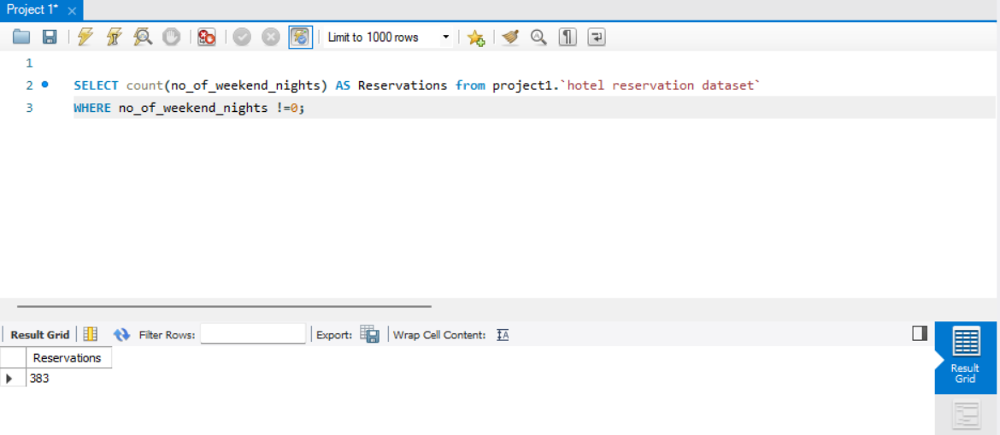 Project 1*
Limit to 1000 rows
1
2 SELECT count(no_of_weekend_nights) AS Reservations from project1.`hotel reservation dataset`
3 WHERE no_of_weekend_nights !=0;
Result Grid Filter Rows: Export: Wrap Cell Content:
Reservations
383
Result
Grid